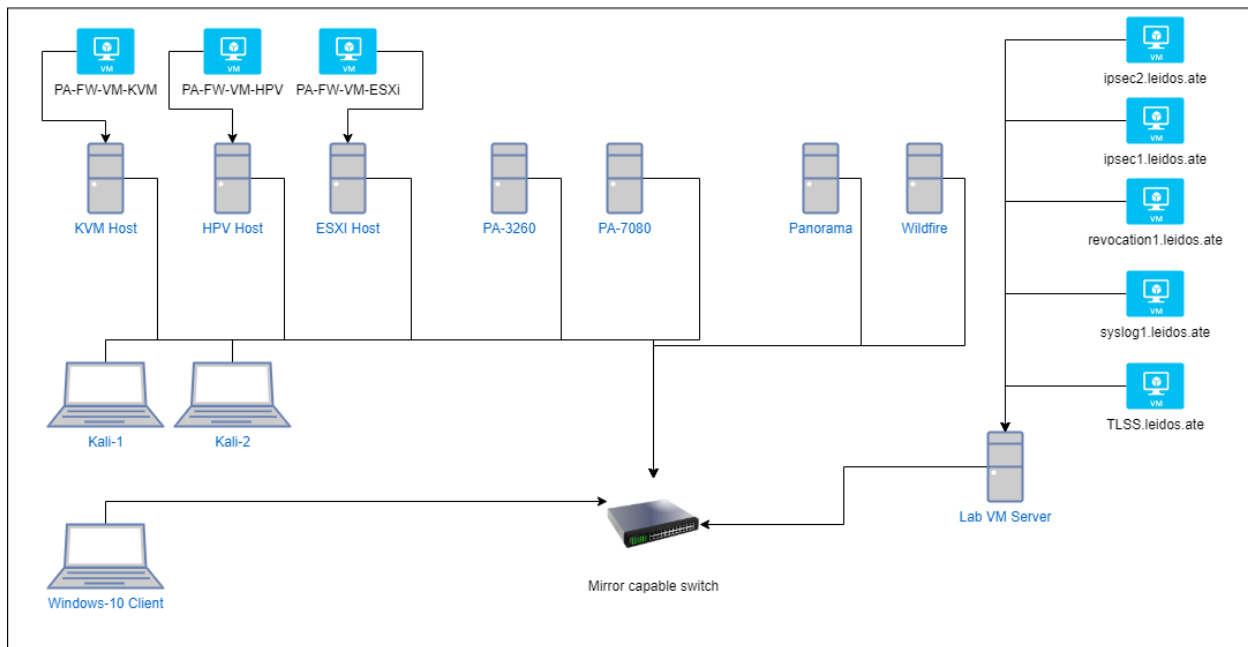 VM
PA-FW-VM-KVM
VM
PA-FW-VM-HPV
VM
PA-FW-VM-ESXi
VM
ipsec2.leidos.ate
VM
ipsec1.leidos.ate
KVM Host
HPV Host
ESXI Host
PA-3260
PA-7080
Panorama
Wildfire
VM
revocation1.leidos.ate
VM
syslog1.leidos.ate
VM
TLSS.leidos.ate
Kali-1
Kali-2
Lab VM Server
Mirror capable switch
Windows-10 Client